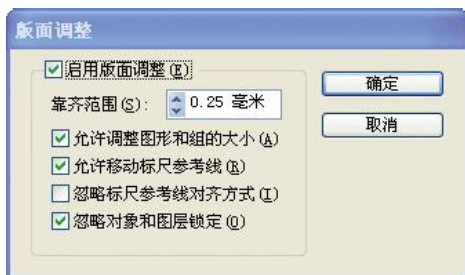 版面调整
启用版面调整(E)
靠齐范围(S): 0.25 毫米
允许调整图形和组的大小(A)
允许移动标尺参考线(R)
忽略标尺参考线对齐方式(I)
忽略对象和图层锁定(O)
确定
取消